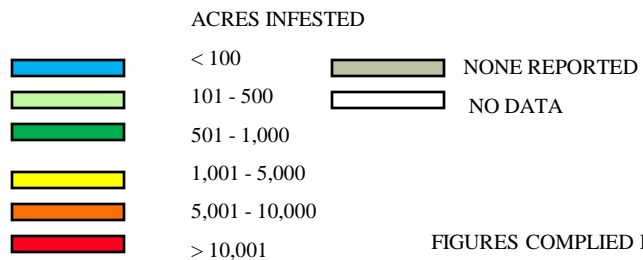 ACRES INFESTED
< 100
101 - 500
501 - 1,000
1,001 - 5,000
5,001 - 10,000
> 10,001
NONE REPORTED
NO DATA
FIGURES COMPLIED